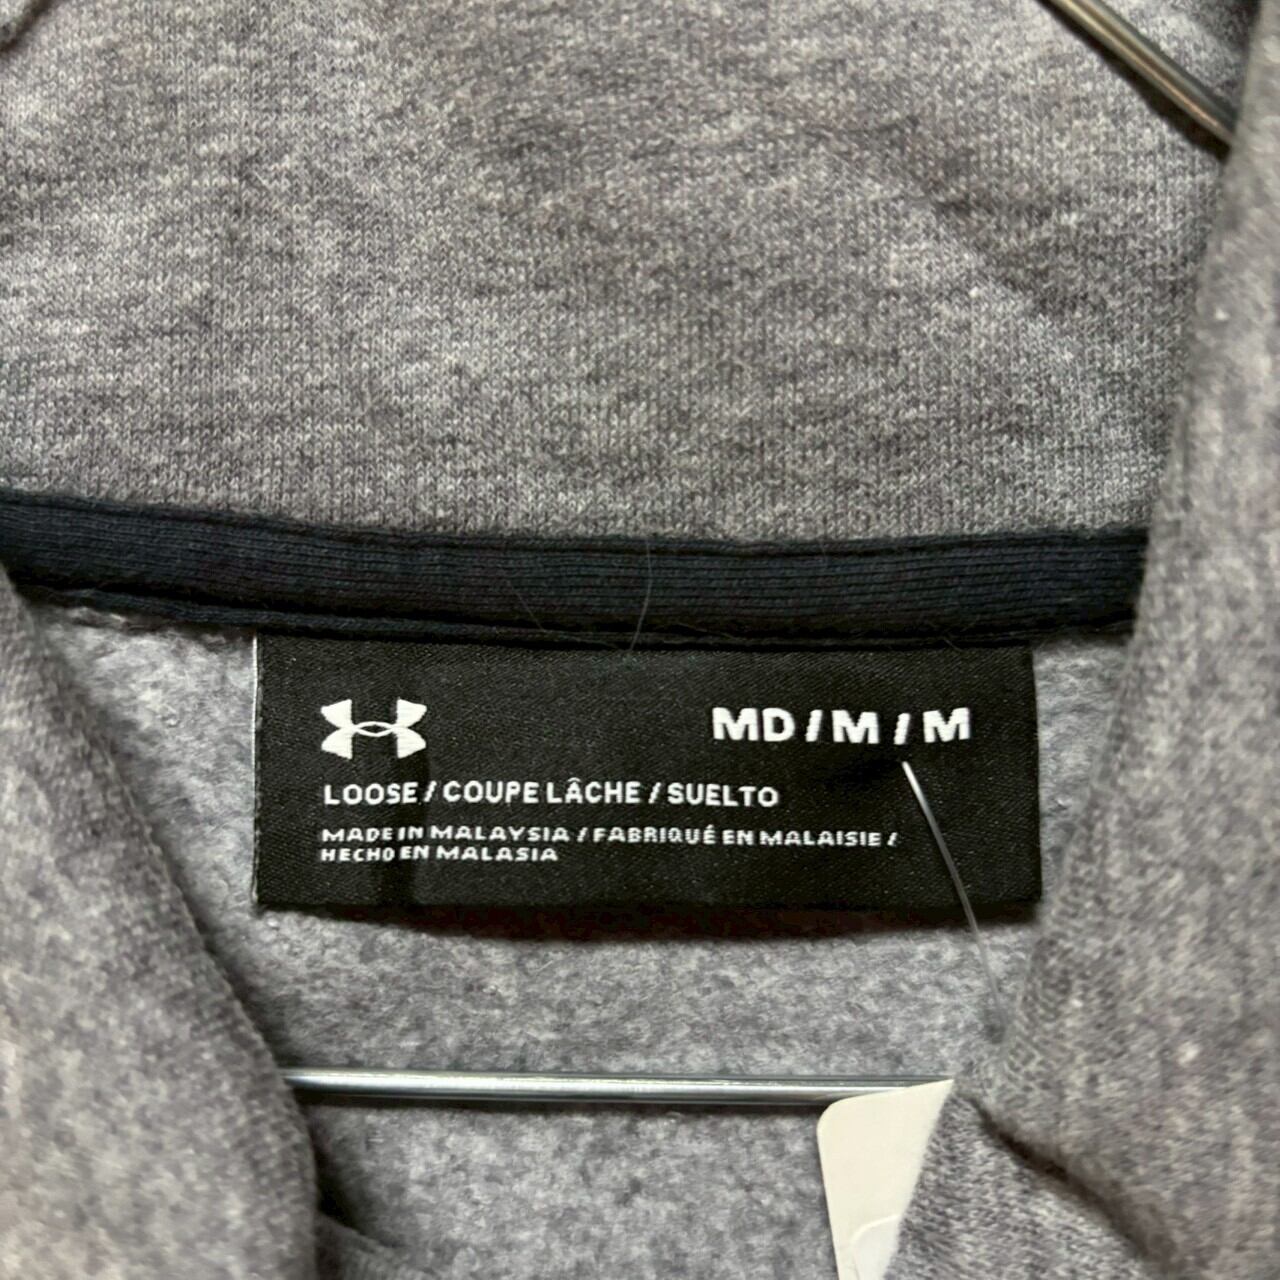 MD / M / M
LOOSE / COUPE LÂCHE / SUELTO
MADE IN MALAYSIA / FABRIQUÉ EN MALAISIE /
HECHO EN MALASIA